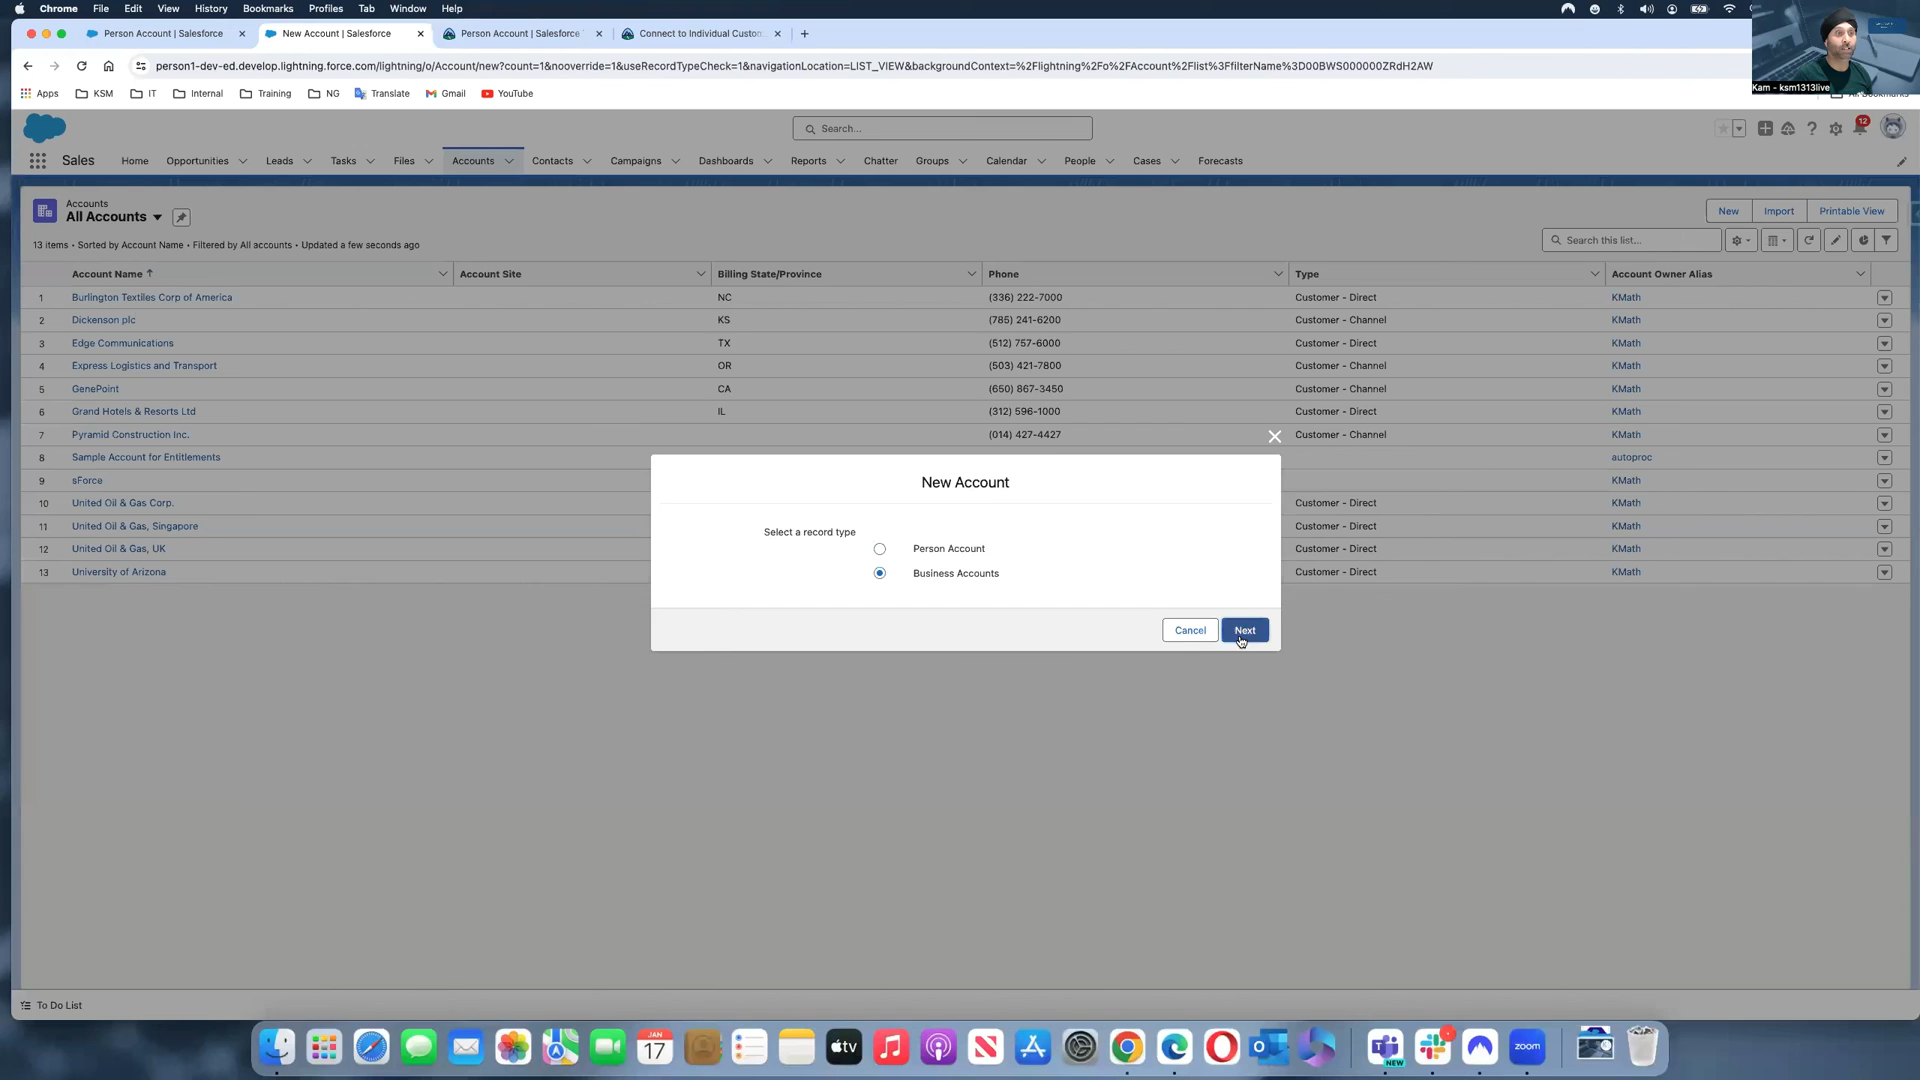 Chrome File Edit View History Bookmarks Profiles Tab Window Help
Person Account | Salesforce
New Account | Salesforce
Person Account | Salesforce
Connect to Individual Custom
person1-dev-ed.develop.lightning.force.com/lightning/o/Account/new?count=1&nooverride=1&useRecordTypeCheck=1&navigationLocation=LIST_VIEW&backgroundContext=%2Flightning%2Fo%2FAccount%2Flist%3FfilterName%3D00BWS000000ZRdH2AW
Kam - ksm1313live
Apps KSM IT Internal Training NG Translate Gmail YouTube All Bookmarks
Search...
12
Sales Home Opportunities Leads Tasks Files Accounts Contacts Campaigns Dashboards Reports Chatter Groups Calendar People Cases Forecasts
Accounts
All Accounts
New Import Printable View
13 items • Sorted by Account Name • Filtered by All accounts • Updated a few seconds ago
Search this list...
Account Name Account Site Billing State/Province Phone Type Account Owner Alias
1 Burlington Textiles Corp of America NC (336) 222-7000 Customer - Direct KMath
2 Dickenson plc KS (785) 241-6200 Customer - Channel KMath
3 Edge Communications TX (512) 757-6000 Customer - Direct KMath
4 Express Logistics and Transport OR (503) 421-7800 Customer - Channel KMath
5 GenePoint CA (650) 867-3450 Customer - Channel KMath
6 Grand Hotels & Resorts Ltd IL (312) 596-1000 Customer - Direct KMath
7 Pyramid Construction Inc. (014) 427-4427 Customer - Channel KMath
8 Sample Account for Entitlements autoproc
9 sForce KMath
10 United Oil & Gas Corp. Customer - Direct KMath
11 United Oil & Gas, Singapore Customer - Direct KMath
12 United Oil & Gas, UK Customer - Direct KMath
13 University of Arizona Customer - Direct KMath
New Account
Select a record type
Person Account
Business Accounts
Cancel Next
To Do List
JAN
17
tv
zoom
NEW